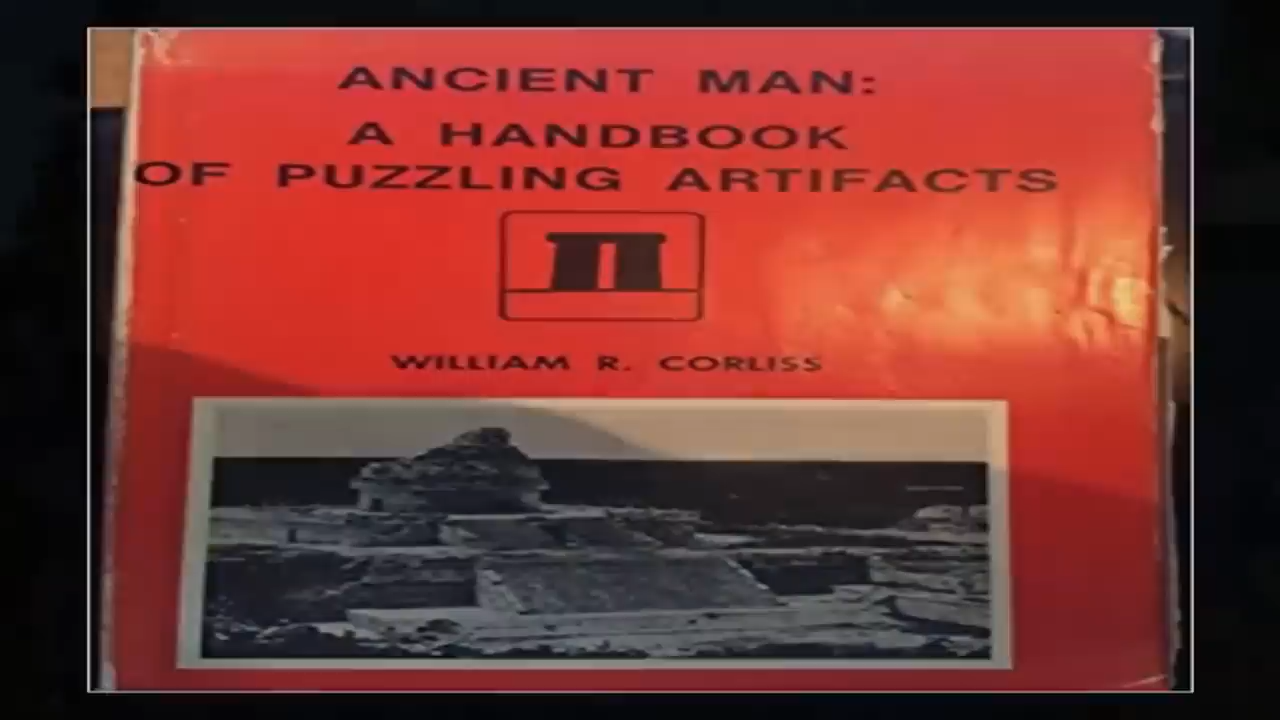 ANCIENT MAN:
A HANDBOOK
OF PUZZLING ARTIFACTS
WILLIAM R. CORLISS